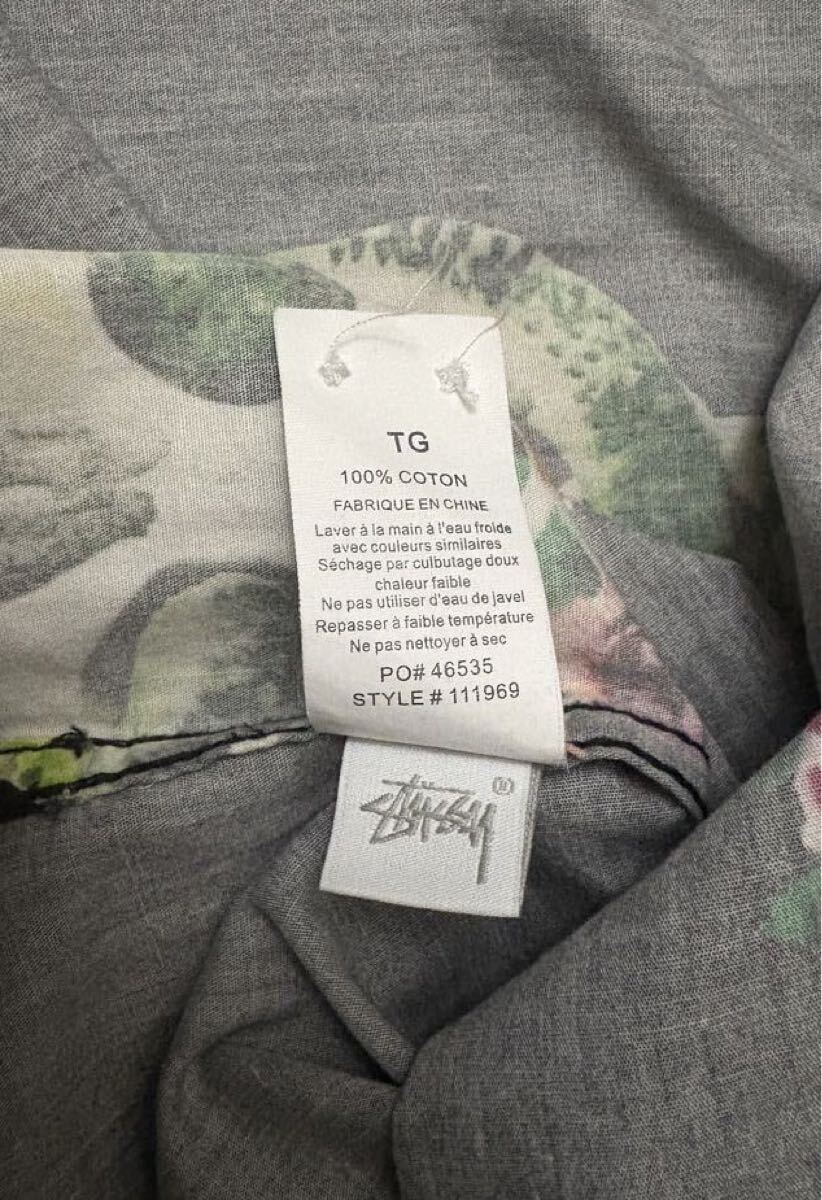 TG
100% COTON
FABRIQUE EN CHINE
Laver à la main à l'eau froide
avec couleurs similaires
Séchage par culbutage doux
chaleur faible
Ne pas utiliser d'eau de javel
Repasser à faible température
Ne pas nettoyer à sec
PO# 46535
STYLE # 111969
STÜSSY ®